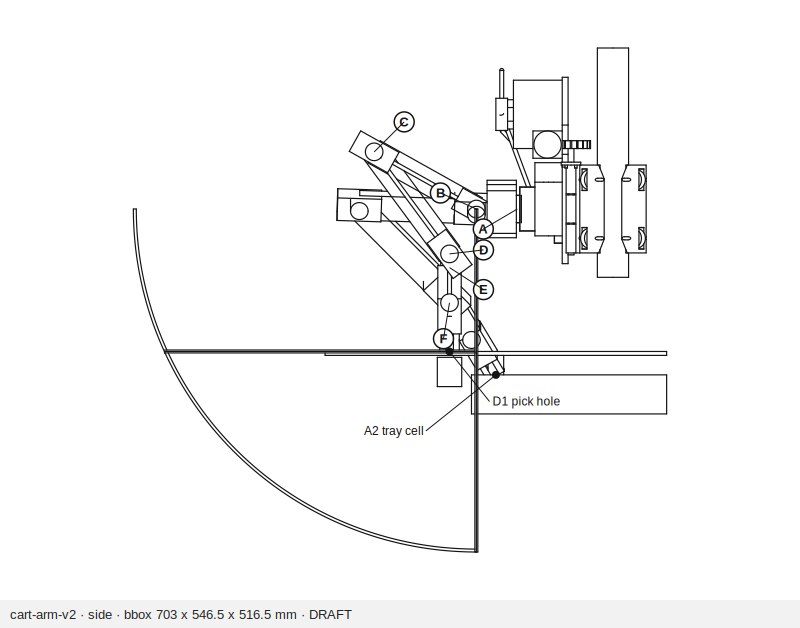 C
B
A
D
E
F
D1 pick hole
A2 tray cell
cart-arm-v2 · side · bbox 703 x 546.5 x 516.5 mm · DRAFT